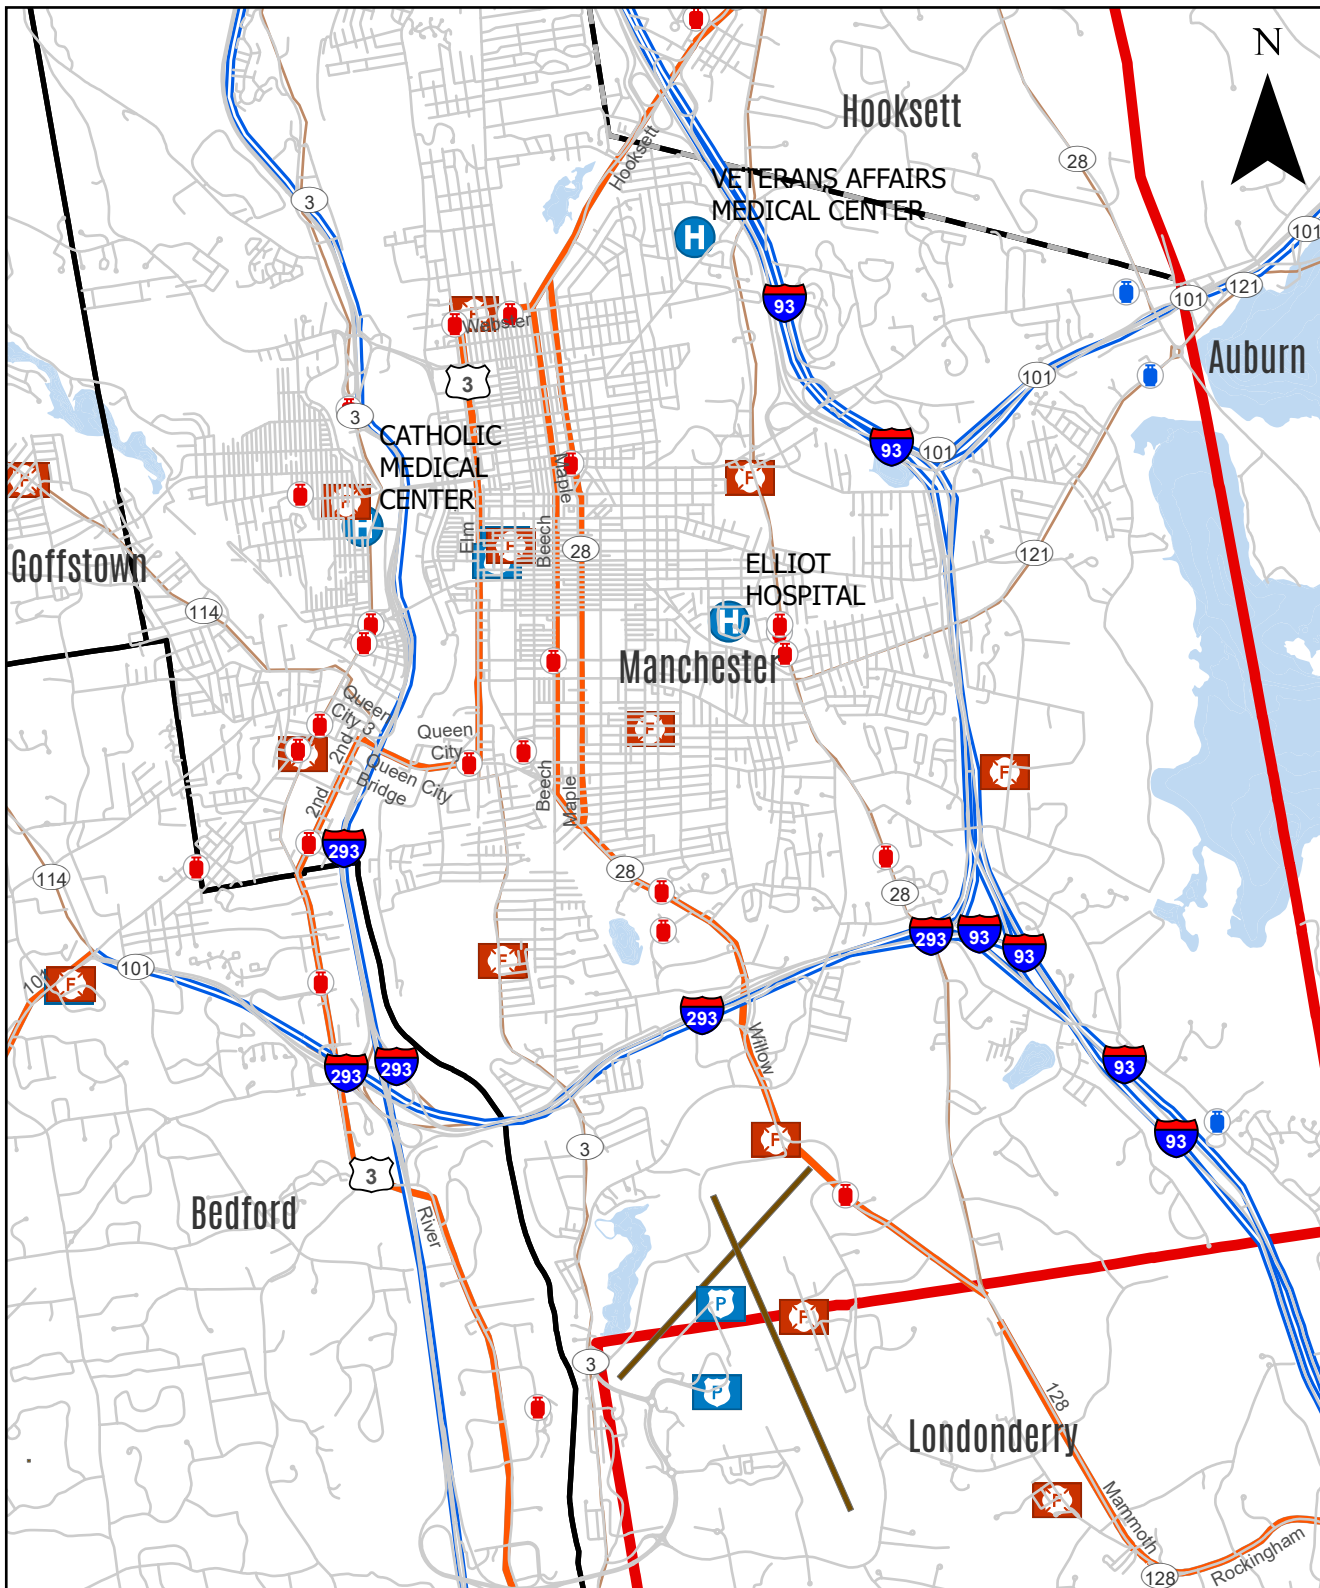 N
Hooksett
Hooksett
28
VETERANS AFFAIRS
MEDICAL CENTER
H
3
101
121
101
93
F
Webster
Auburn
3
101
3
CATHOLIC
MEDICAL
CENTER
93
101
Maple
F
F
F
H
Elm
Beech
F
28
121
Goffstown
ELLIOT
HOSPITAL
114
H
Manchester
Queen
City 3
2nd
Queen
City
F
Queen City
Bridge
F
F
2nd
Beech
Maple
293
28
114
28
293
93
93
F
101
101
F
293
Willow
293
293
93
93
F
3
3
Bedford
River
P
F
3
P
128
Londonderry
F
Mammoth
Rockingham
128